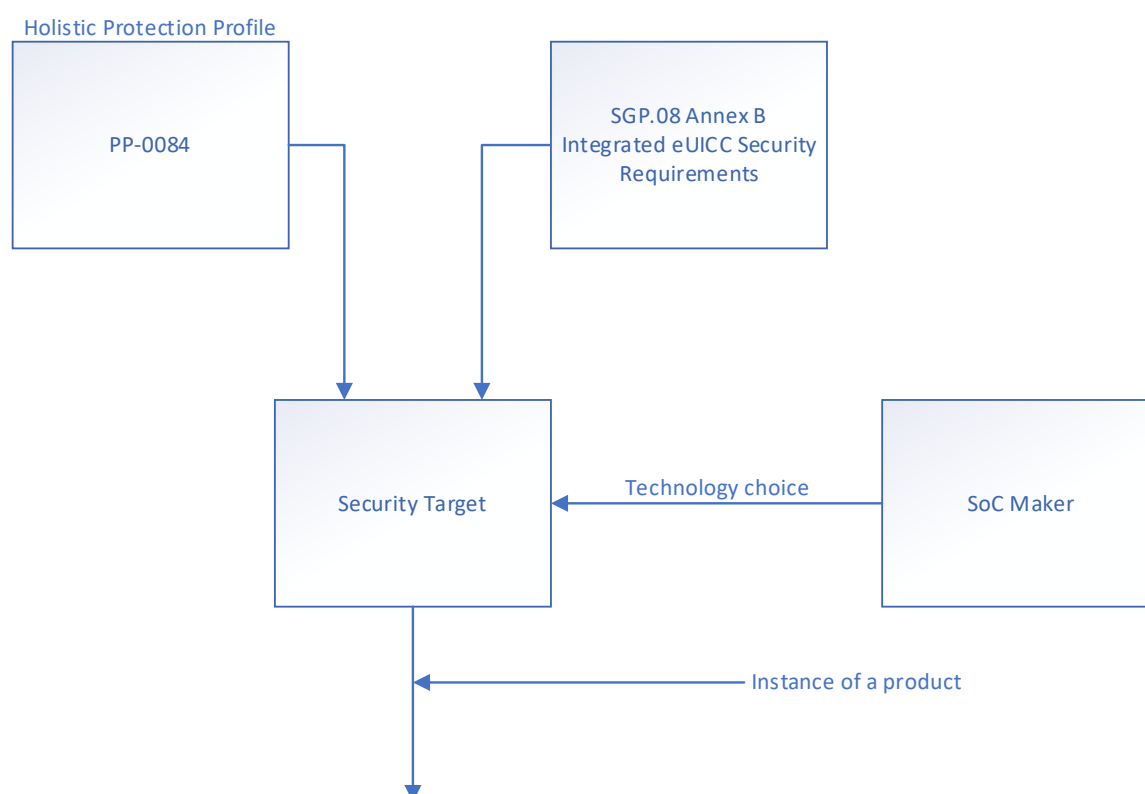 Holistic Protection Profile
PP-0084
SGP.08 Annex B
Integrated eUICC Security
Requirements
Security Target
Technology choice
SoC Maker
Instance of a product